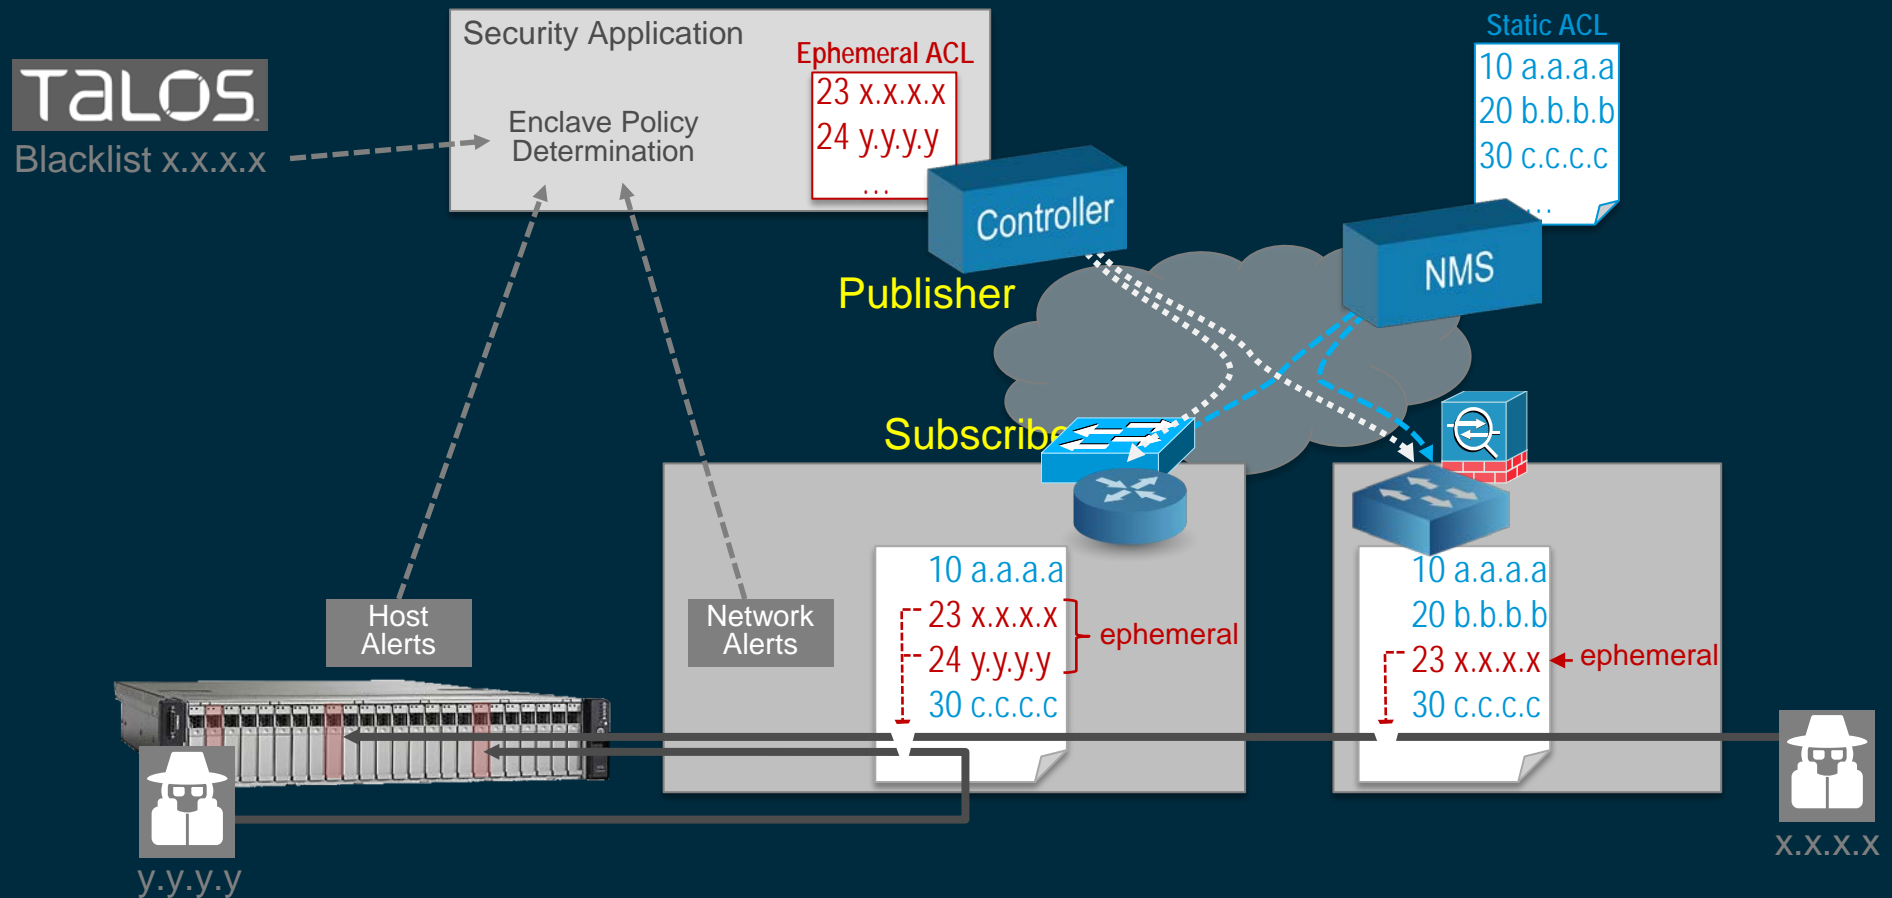 Security Application
Ephemeral ACL
23 x.x.x.x
24 y.y.y.y
...
Static ACL
10 a.a.a.a
20 b.b.b.b
30 c.c.c.c
...
TaLOS
Blacklist x.x.x.x
Enclave Policy
Determination
Controller
NMS
Publisher
Subscribe
Host
Alerts
Network
Alerts
10 a.a.a.a
23 x.x.x.x
24 y.y.y.y
30 c.c.c.c
ephemeral
10 a.a.a.a
20 b.b.b.b
23 x.x.x.x
30 c.c.c.c
ephemeral
y.y.y.y
x.x.x.x